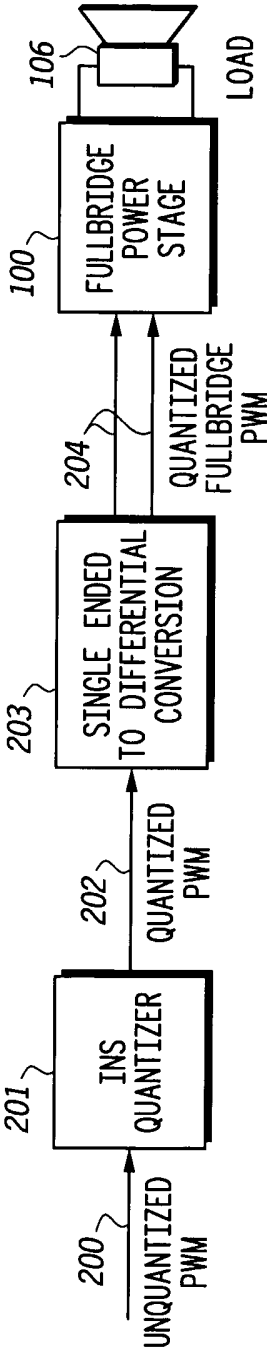 200
UNQUANTIZED
PWM
201
INS
QUANTIZER
202
QUANTIZED
PWM
203
SINGLE ENDED
TO DIFFERENTIAL
CONVERSION
204
QUANTIZED
FULLBRIDGE
PWM
100
FULLBRIDGE
POWER
STAGE
106
LOAD